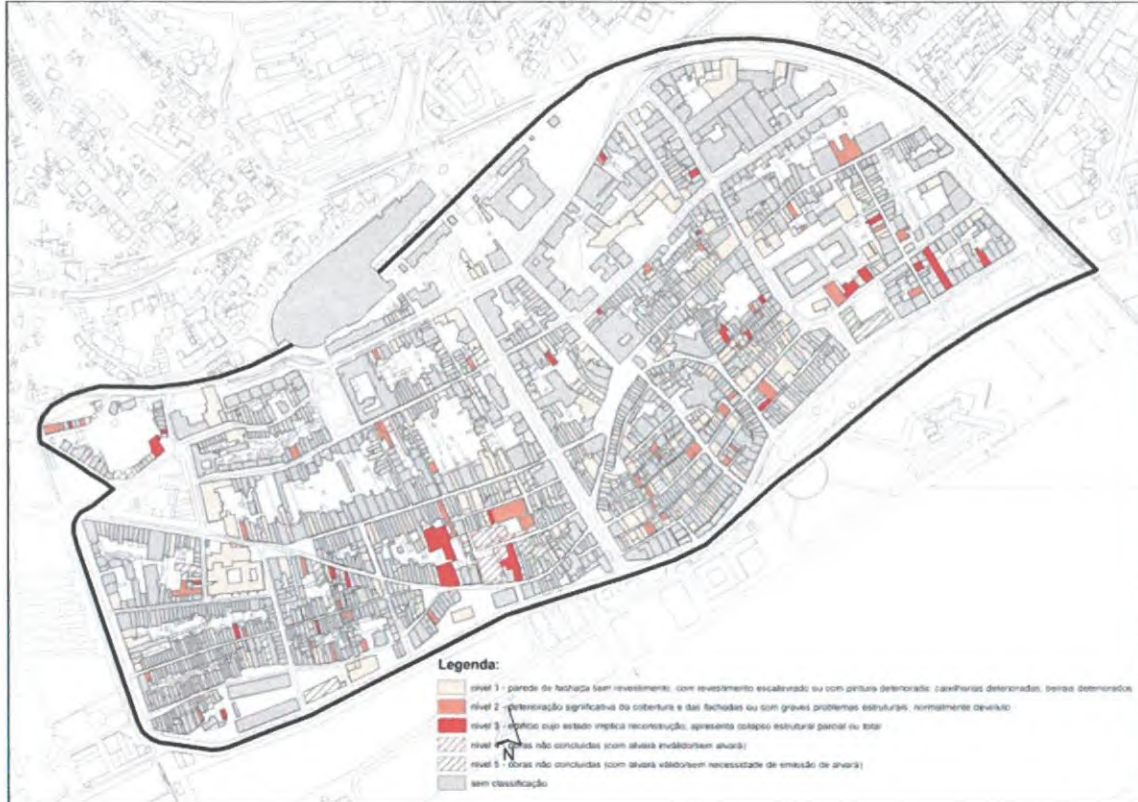 Legenda:
nível 1 - parede de fachada sem revestimento, com revestimento escalavrado ou com pintura deteriorada, caixilharias deterioradas, beirais deteriorados
nível 2 - deterioração significativa da cobertura e das fachadas ou com graves problemas estruturais, normalmente devoluto
nível 3 - edifício cujo estado implica reconstrução, apresenta colapso estrutural parcial ou total
nível 4 - obras não concluídas (com alvará inválido/sem alvará)
nível 5 - obras não concluídas (com alvará válido/sem necessidade de emissão de alvará)
sem classificação
N